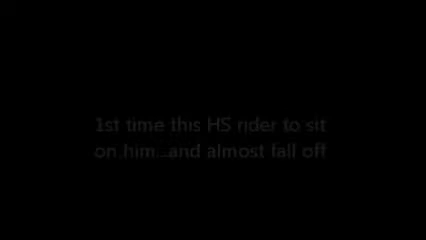 1st time this HS rider to sit
on him...and almost fall off